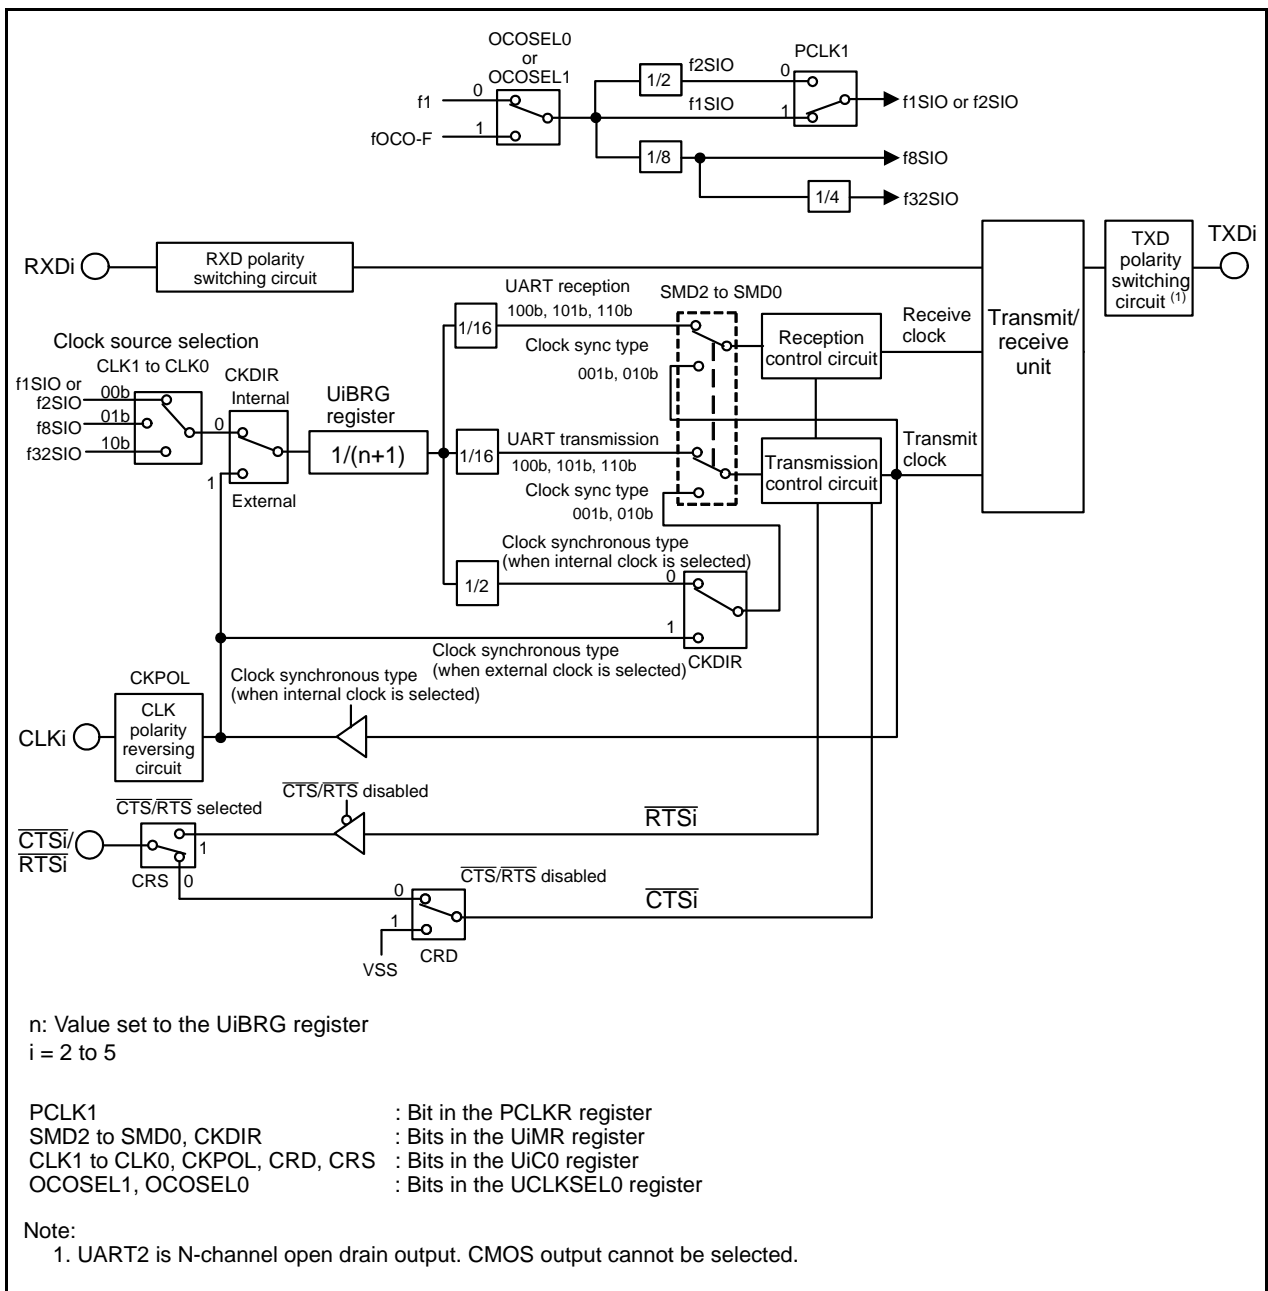 OCOSEL0
or
OCOSEL1
PCLK1
f1
0
fOCO-F
1
1/2
f2SIO
0
f1SIO
1
f1SIO or f2SIO
1/8
f8SIO
1/4
f32SIO
RXDi
RXD polarity
switching circuit
TXD
polarity
switching
circuit (1)
TXDi
UART reception
100b, 101b, 110b
SMD2 to SMD0
1/16
Clock sync type
001b, 010b
Reception
control circuit
Receive
clock
Transmit/
receive
unit
Clock source selection
CLK1 to CLK0
f1SIO or
f2SIO
00b
f8SIO
01b
f32SIO
10b
CKDIR
Internal
0
1
External
UiBRG
register
1/(n+1)
1/16
UART transmission
100b, 101b, 110b
Clock sync type
001b, 010b
Transmission
control circuit
Transmit
clock
Clock synchronous type
(when internal clock is selected)
1/2
0
1
CKDIR
Clock synchronous type
(when external clock is selected)
Clock synchronous type
(when internal clock is selected)
CKPOL
CLKi
CLK
polarity
reversing
circuit
CTS/RTS selected
CTS/RTS disabled
RTSi
CTSi/
RTSi
1
CRS
0
CTS/RTS disabled
0
1
CTSi
VSS
CRD
n: Value set to the UiBRG register
i = 2 to 5
PCLK1 : Bit in the PCLKR register
SMD2 to SMD0, CKDIR : Bits in the UiMR register
CLK1 to CLK0, CKPOL, CRD, CRS : Bits in the UiC0 register
OCOSEL1, OCOSEL0 : Bits in the UCLKSEL0 register
Note:
1. UART2 is N-channel open drain output. CMOS output cannot be selected.